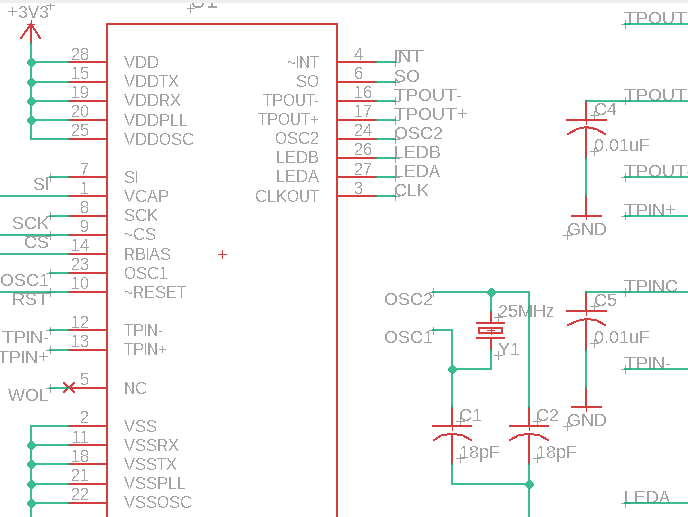 +3V3
28 VDD
15 VDDTX
19 VDDRX
20 VDDPLL
25 VDDOSC
SI 7 SI
1 VCAP
SCK 8 SCK
CS 9 ~CS
14 RBIAS
OSC1 23 OSC1
RST 10 ~RESET
TPIN- 12 TPIN-
TPIN+ 13 TPIN+
WOL 5 NC
2 VSS
11 VSSRX
18 VSSTX
21 VSSPLL
22 VSSOSC
~INT 4 INT
SO 6 SO
TPOUT- 16 TPOUT-
TPOUT+ 17 TPOUT+
OSC2 24 OSC2
LEDB 26 LEDB
LEDA 27 LEDA
CLKOUT 3 CLK
OSC2
OSC1
25MHz
Y1
C1
18pF
C2
18pF
TPOUT
TPOUT
C4
0.01uF
TPOUT-
TPIN+
GND
TPINC
C5
0.01uF
TPIN-
GND
LEDA